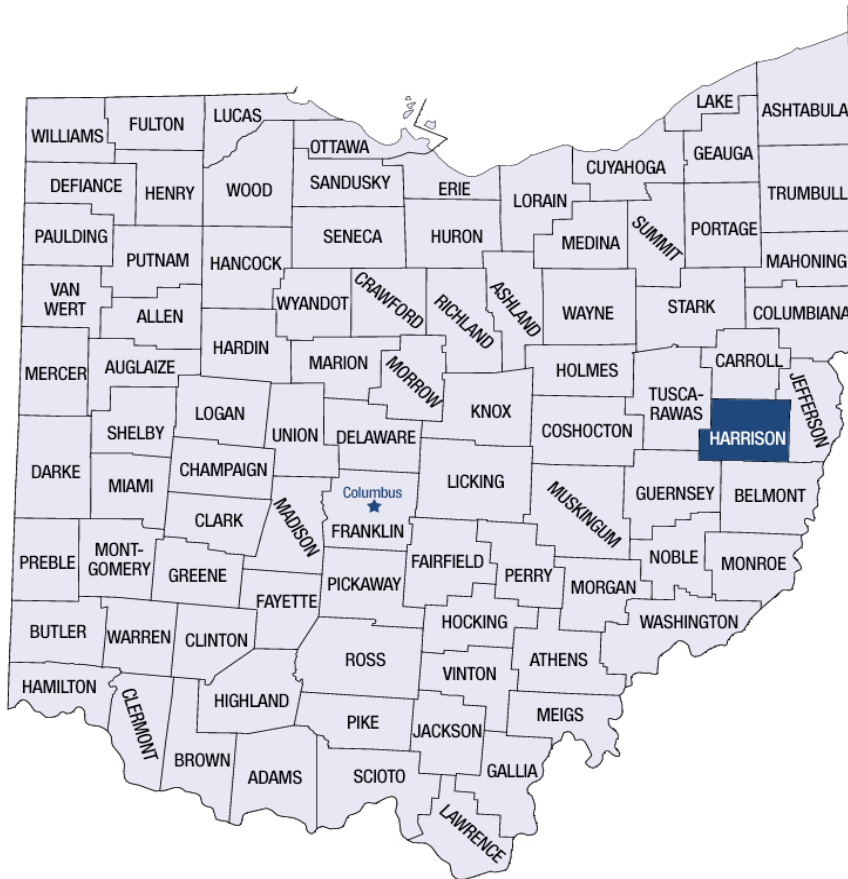 LAKE
ASHTABULA
LUCAS
FULTON
WILLIAMS
OTTAWA
GEAUGA
CUYAHOGA
DEFIANCE
HENRY
WOOD
SANDUSKY
ERIE
LORAIN
TRUMBULL
PAULDING
SENECA
HURON
MEDINA
SUMMIT
PORTAGE
PUTNAM
HANCOCK
MAHONING
VAN
WERT
ALLEN
WYANDOT
CRAWFORD
RICHLAND
ASHLAND
WAYNE
STARK
COLUMBIANA
HARDIN
MERCER
AUGLAIZE
MARION
MORROW
HOLMES
CARROLL
JEFFERSON
TUSCA-
RAWAS
LOGAN
UNION
KNOX
COSHOCTON
HARRISON
SHELBY
DELAWARE
DARKE
CHAMPAIGN
MIAMI
LICKING
MUSKINGUM
GUERNSEY
BELMONT
Columbus
CLARK
MADISON
FRANKLIN
PREBLE
MONT-
GOMERY
GREENE
FAIRFIELD
PERRY
NOBLE
MONROE
PICKAWAY
MORGAN
FAYETTE
HOCKING
WASHINGTON
BUTLER
WARREN
CLINTON
ROSS
VINTON
ATHENS
HAMILTON
CLERMONT
HIGHLAND
PIKE
JACKSON
MEIGS
BROWN
ADAMS
SCIOTO
GALLIA
LAWRENCE